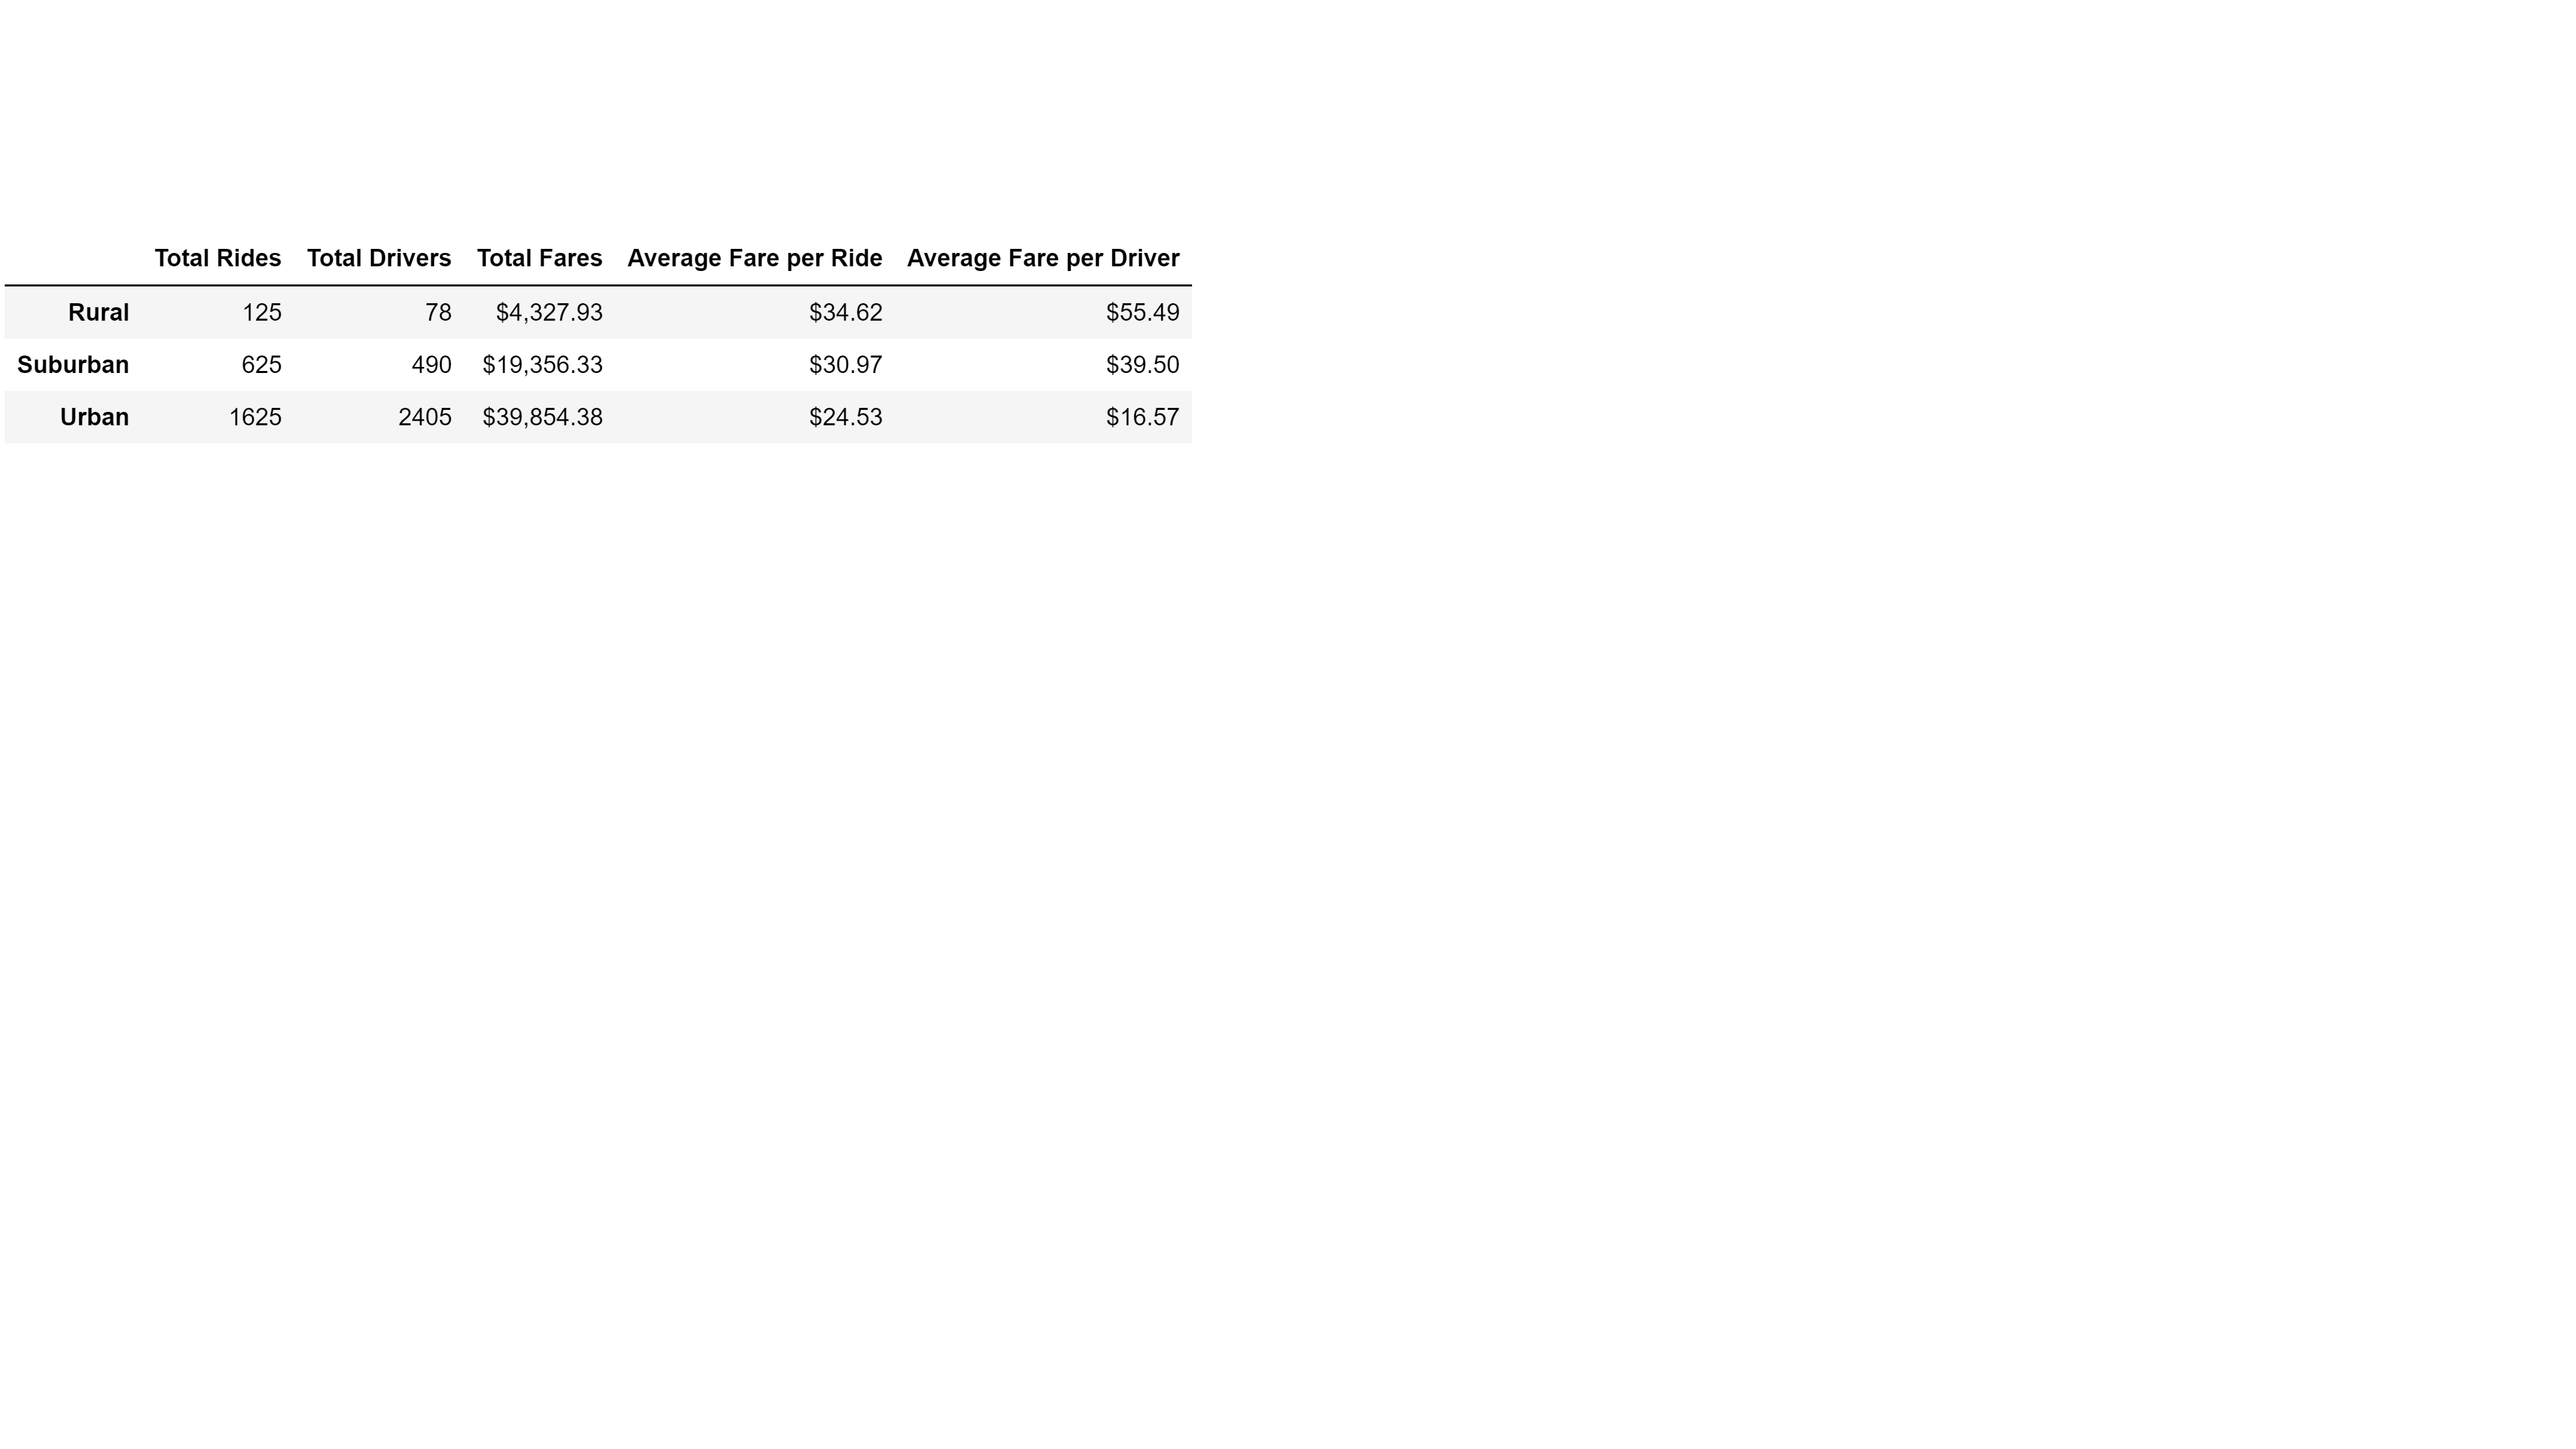 Total Rides Total Drivers Total Fares Average Fare per Ride Average Fare per Driver
Rural 125 78 $4,327.93 $34.62 $55.49
Suburban 625 490 $19,356.33 $30.97 $39.50
Urban 1625 2405 $39,854.38 $24.53 $16.57